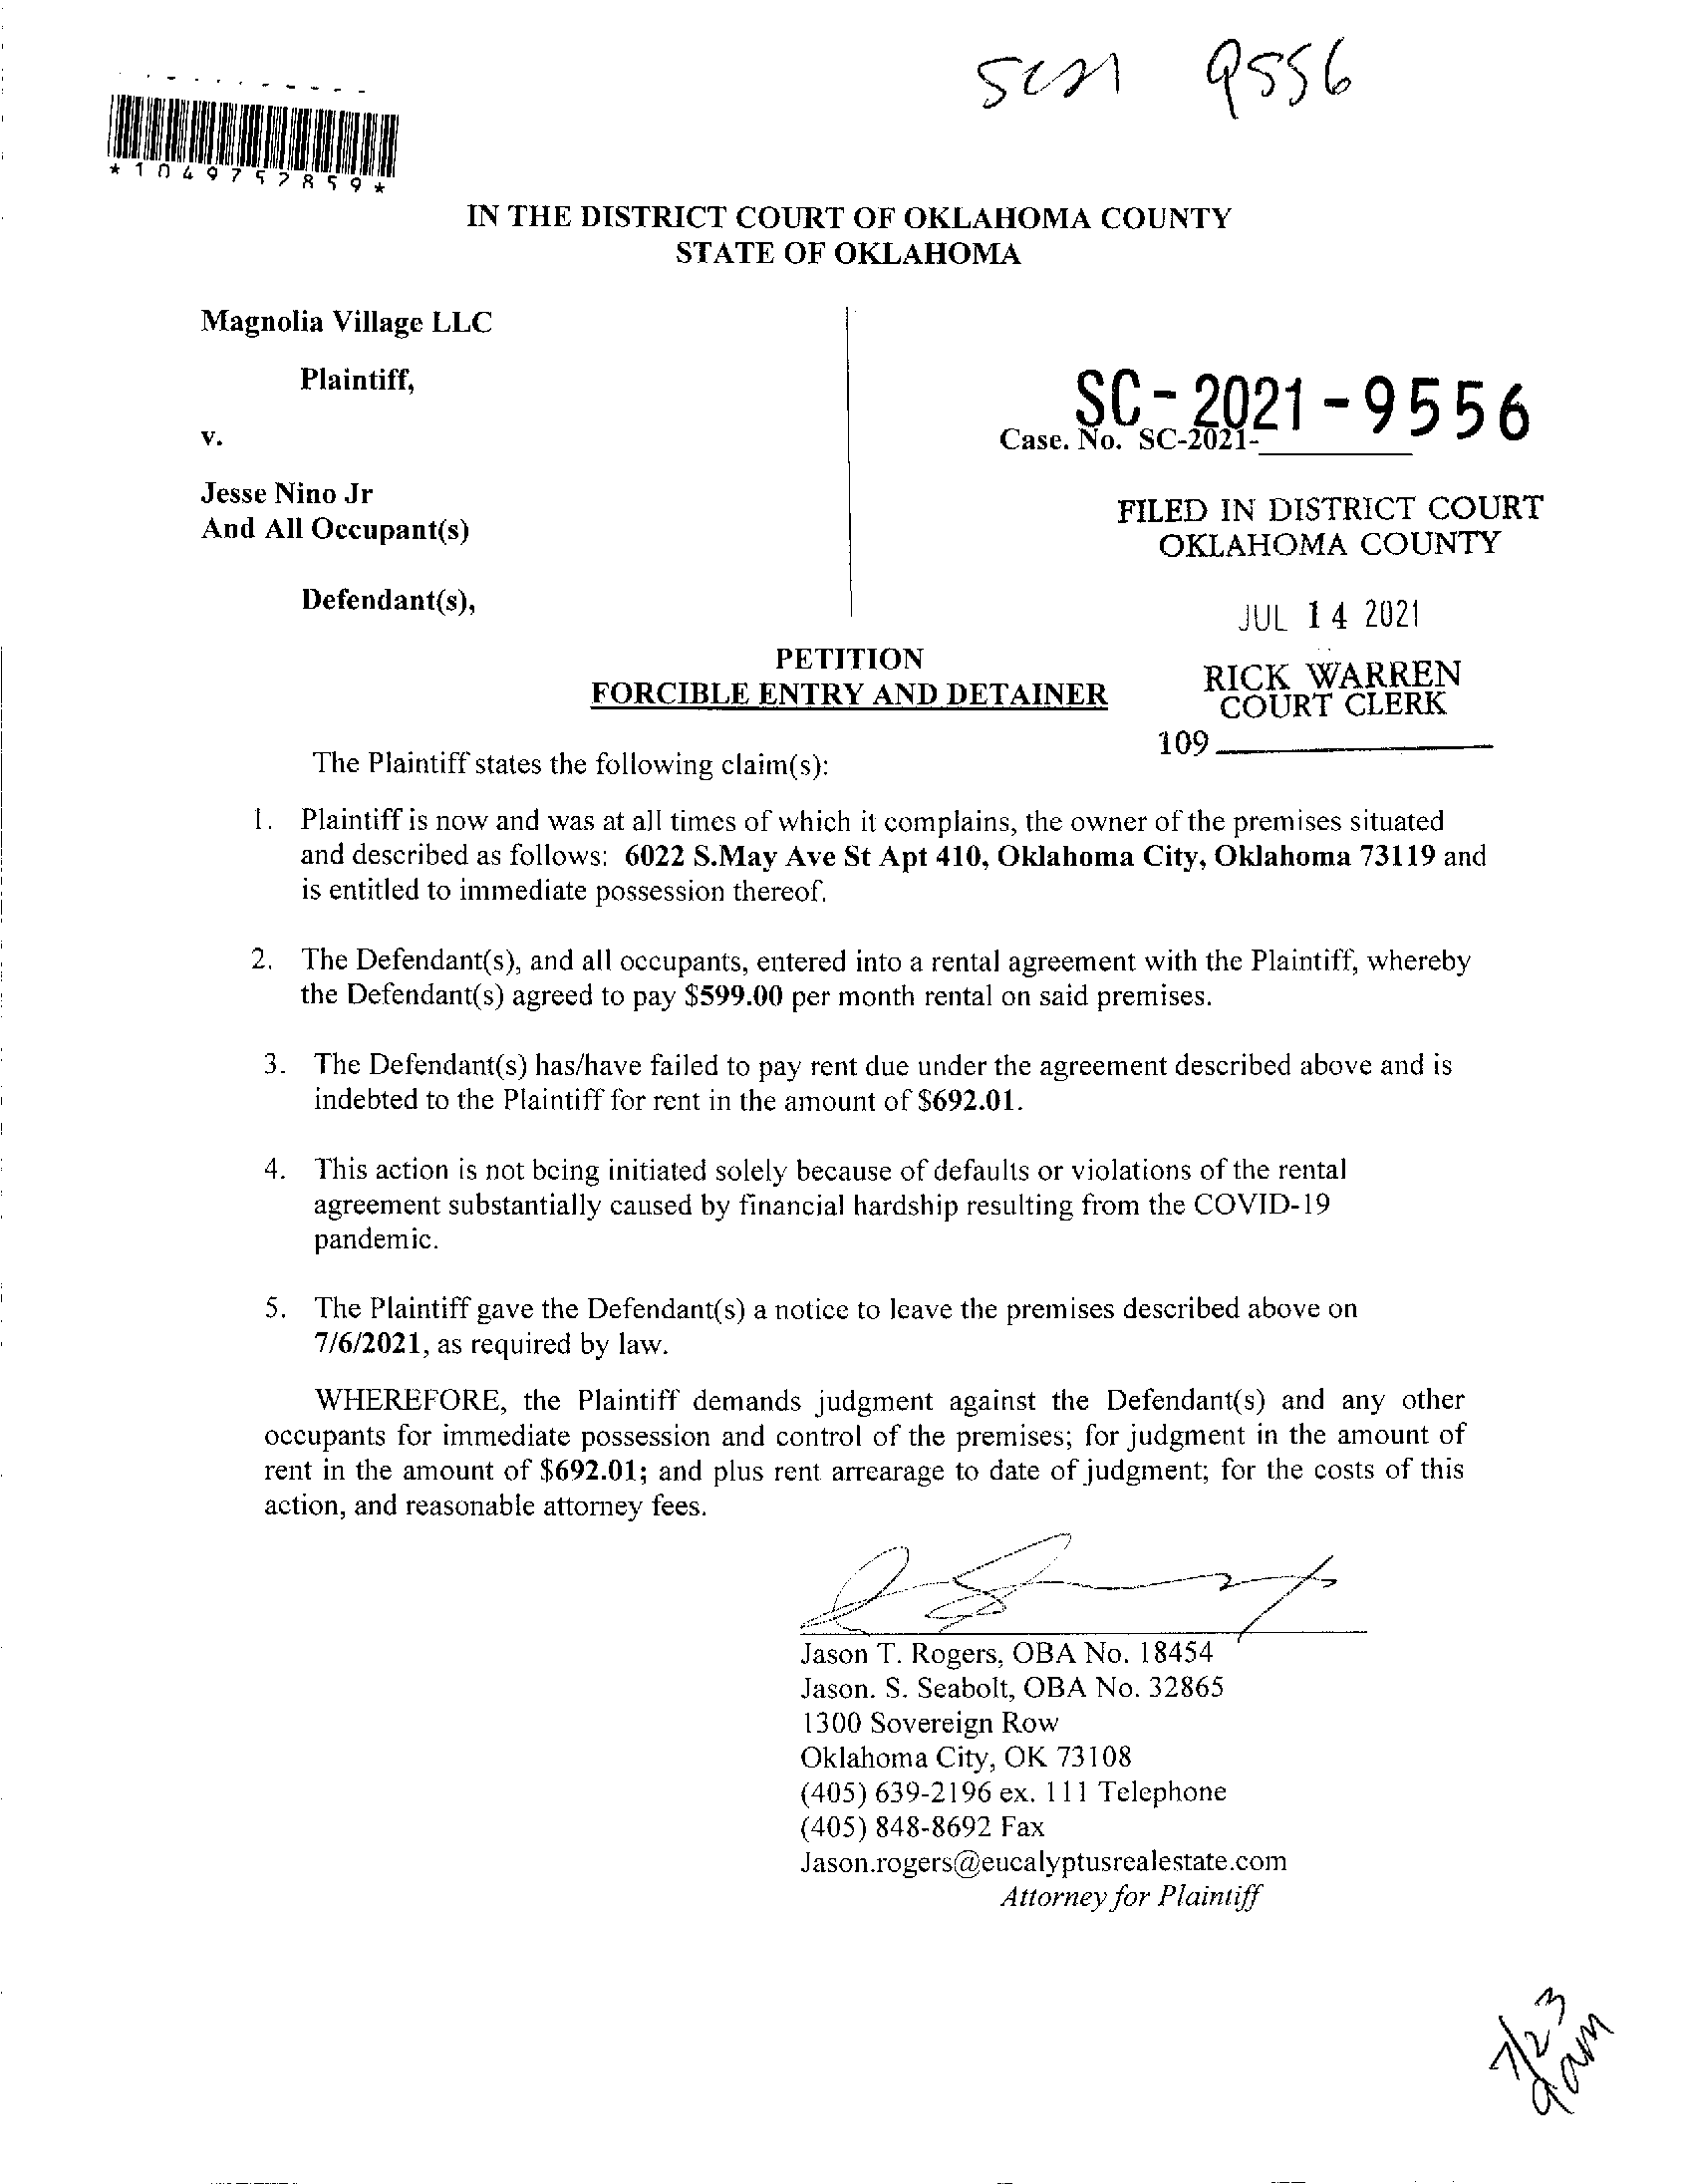 SC21 9556
*1049757859*
IN THE DISTRICT COURT OF OKLAHOMA COUNTY
STATE OF OKLAHOMA
Magnolia Village LLC
Plaintiff,
v.
Jesse Nino Jr
And All Occupant(s)
Defendant(s),
SC-2021-9556
Case. No. SC-2021-
FILED IN DISTRICT COURT
OKLAHOMA COUNTY
JUL 14 2021
RICK WARREN
COURT CLERK
109
PETITION
FORCIBLE ENTRY AND DETAINER
The Plaintiff states the following claim(s):
1. Plaintiff is now and was at all times of which it complains, the owner of the premises situated
and described as follows: 6022 S.May Ave St Apt 410, Oklahoma City, Oklahoma 73119 and
is entitled to immediate possession thereof.
2. The Defendant(s), and all occupants, entered into a rental agreement with the Plaintiff, whereby
the Defendant(s) agreed to pay $599.00 per month rental on said premises.
3. The Defendant(s) has/have failed to pay rent due under the agreement described above and is
indebted to the Plaintiff for rent in the amount of $692.01.
4. This action is not being initiated solely because of defaults or violations of the rental
agreement substantially caused by financial hardship resulting from the COVID-19
pandemic.
5. The Plaintiff gave the Defendant(s) a notice to leave the premises described above on
7/6/2021, as required by law.
WHEREFORE, the Plaintiff demands judgment against the Defendant(s) and any other
occupants for immediate possession and control of the premises; for judgment in the amount of
rent in the amount of $692.01; and plus rent arrearage to date of judgment; for the costs of this
action, and reasonable attorney fees.
Jason T. Rogers, OBA No. 18454
Jason. S. Seabolt, OBA No. 32865
1300 Sovereign Row
Oklahoma City, OK 73108
(405) 639-2196 ex. 111 Telephone
(405) 848-8692 Fax
Jason.rogers@eucalyptusrealestate.com
Attorney for Plaintiff
7/23
9am